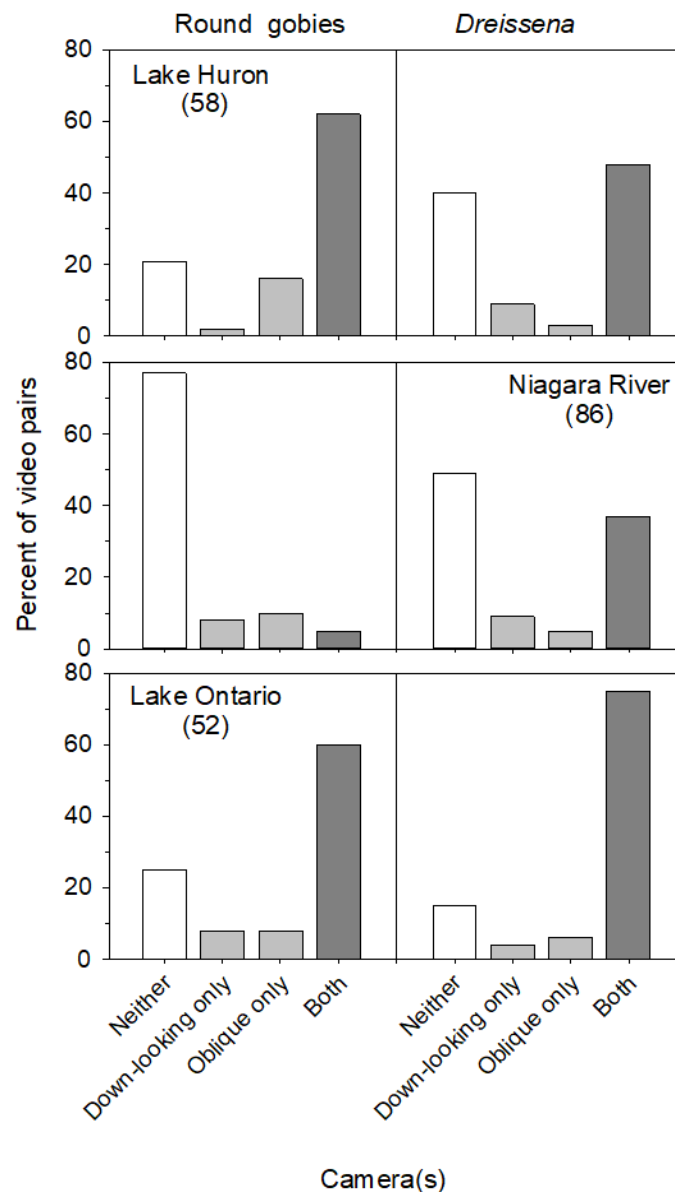 Round gobies
Dreissena
80
60
40
20
0
Lake Huron
(58)
80
60
40
20
0
Niagara River
(86)
80
60
40
20
0
Lake Ontario
(52)
Percent of video pairs
Neither
Down-looking only
Oblique only
Both
Neither
Down-looking only
Oblique only
Both
Camera(s)